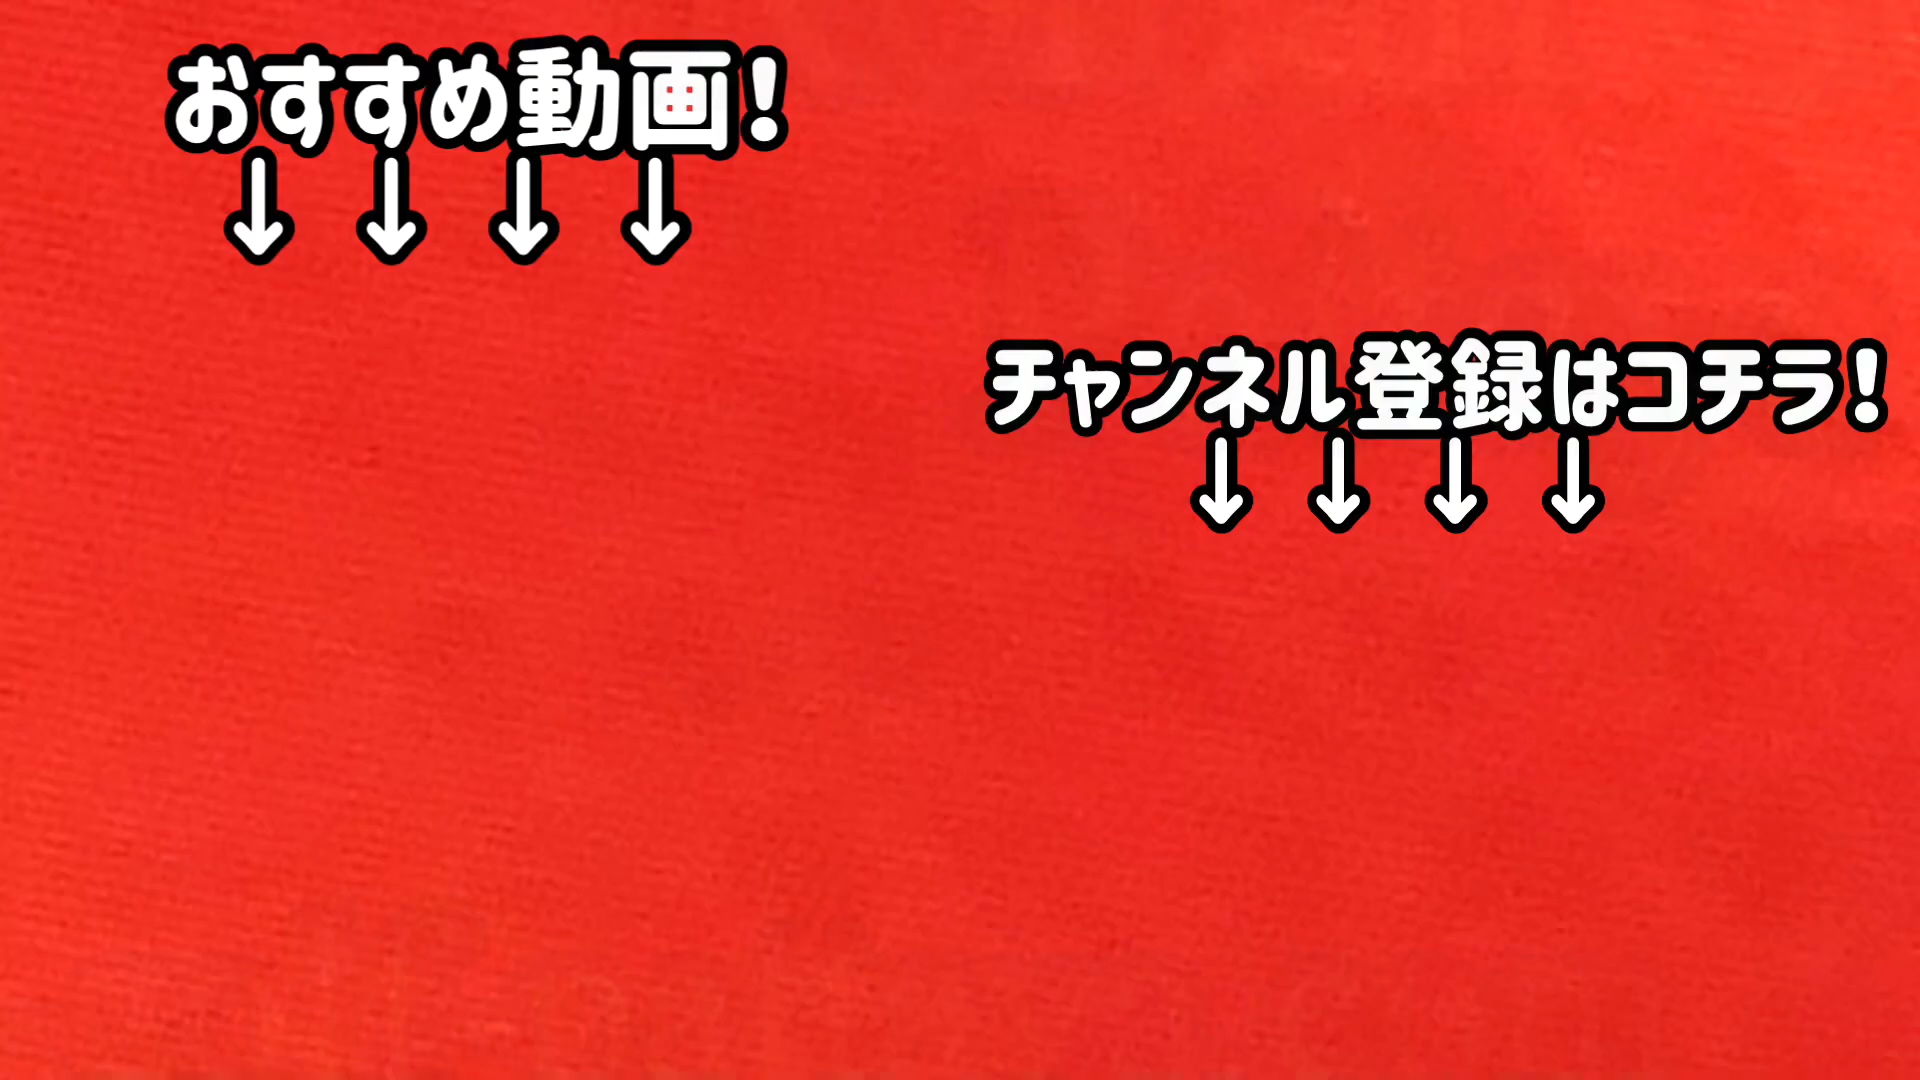 おすすめ動画！
↓ ↓ ↓ ↓
チャンネル登録はコチラ！
↓ ↓ ↓ ↓